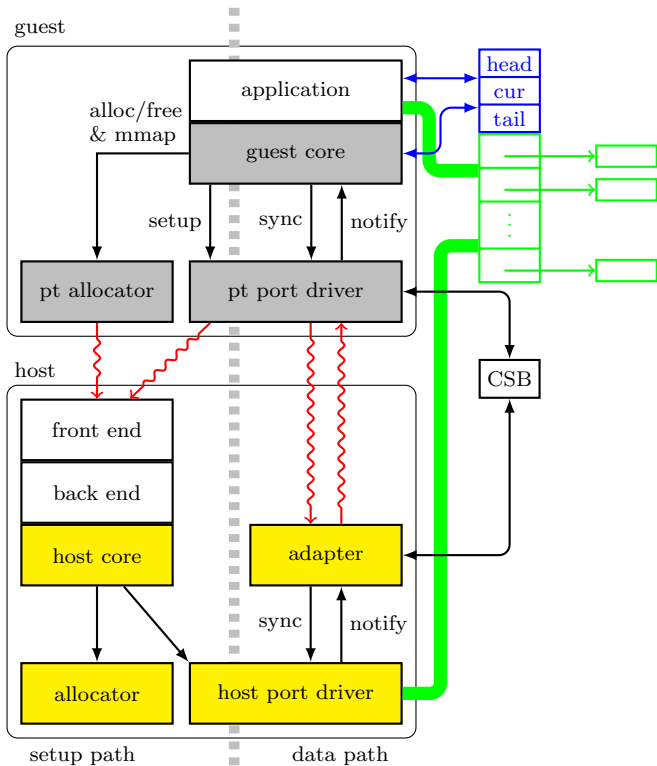 guest
application
head
cur
tail
alloc/free
& mmap
guest core
setup
sync
notify
pt allocator
pt port driver
host
CSB
front end
back end
host core
adapter
sync
notify
allocator
host port driver
setup path
data path